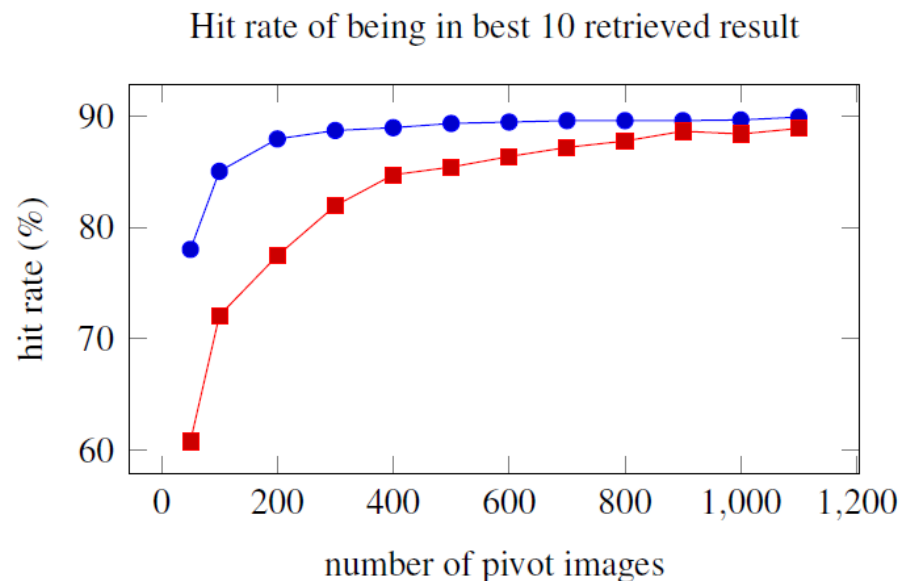 Hit rate of being in best 10 retrieved result
90
80
70
60
hit rate (%)
0 200 400 600 800 1,000 1,200
number of pivot images